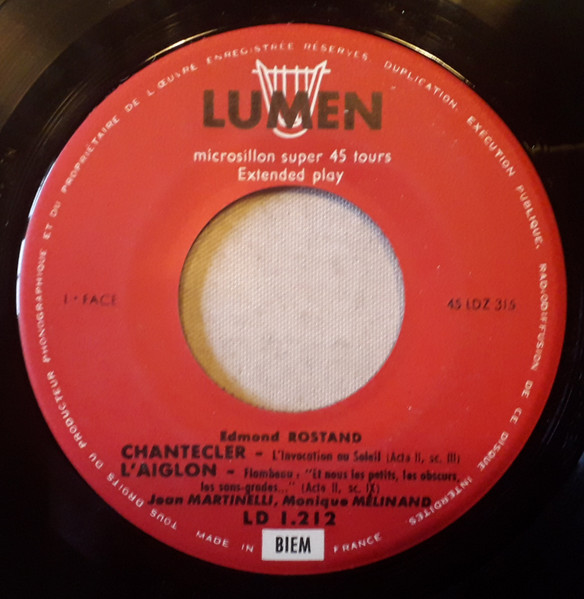 TOUS DROITS DU PRODUCTEUR PHONOGRAPHIQUE ET DU PROPRIÉTAIRE DE L'ŒUVRE ENREGISTRÉE RÉSERVÉS. DUPLICATION, EXÉCUTION PUBLIQUE, RADIODIFFUSION DE CE DISQUE INTERDITES.
LUMEN
microsillon super 45 tours
Extended play
1 • FACE
45 LDZ 315
Edmond ROSTAND
CHANTECLER - L'Invocation au Soleil (Acte II, sc. III)
L'AIGLON - Flambeau : "Et nous les petits, les obscurs,
les sans-grades..." (Acte II, sc. IX)
Jean MARTINELLI, Monique MÉLINAND
LD 1.212
MADE IN
BIEM
FRANCE.